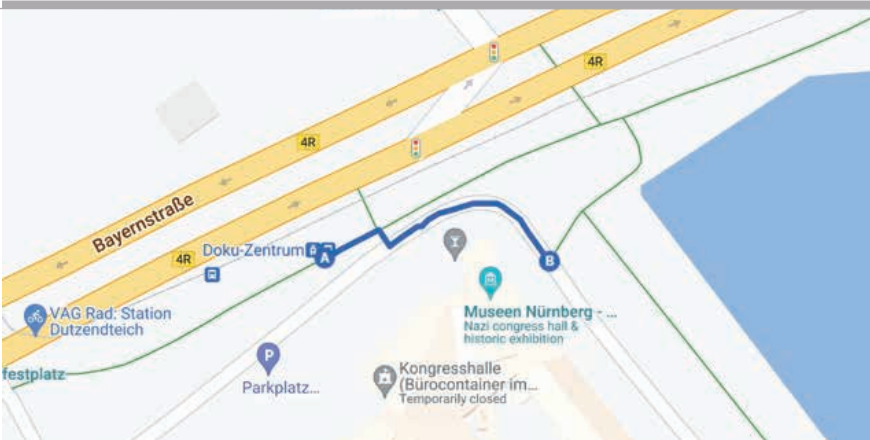 4R
4R
Bayernstraße
4R
Doku-Zentrum
A
B
VAG Rad: Station
Dutzendteich
Museen Nürnberg - ...
Nazi congress hall &
historic exhibition
festplatz
P
Parkplatz...
Kongresshalle
(Bürocontainer im...
Temporarily closed